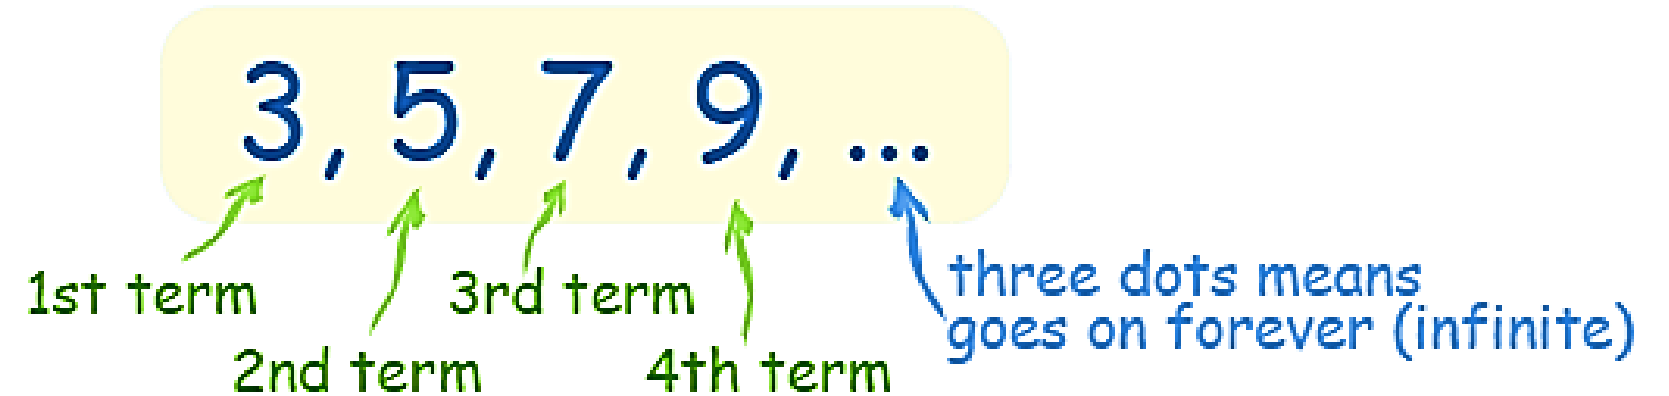 3, 5, 7, 9, ...
1st term
2nd term
3rd term
4th term
three dots means
goes on forever (infinite)